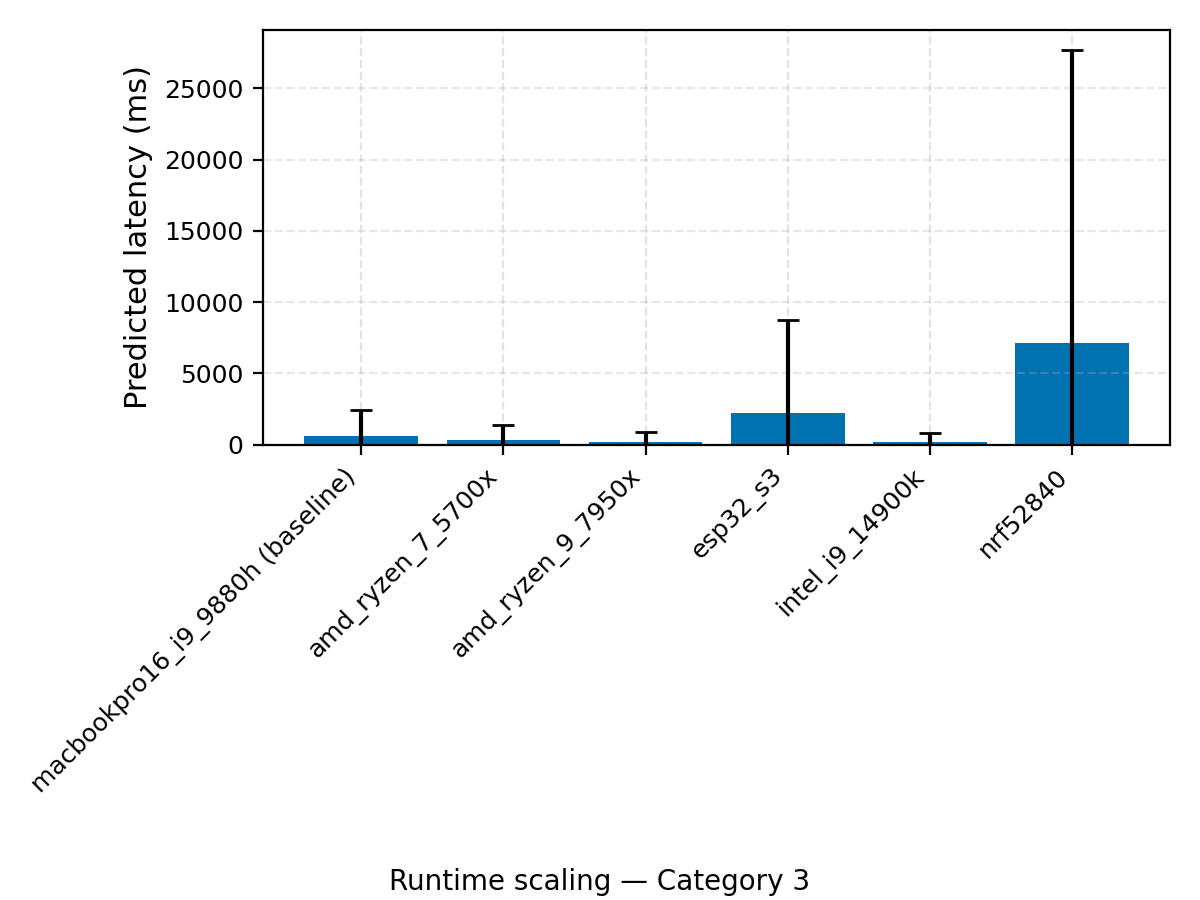 Predicted latency (ms)
25000
20000
15000
10000
5000
0
macbookpro16_i9_9880h (baseline)
amd_ryzen_7_5700x
amd_ryzen_9_7950x
esp32_s3
intel_i9_14900k
nrf52840
Runtime scaling — Category 3